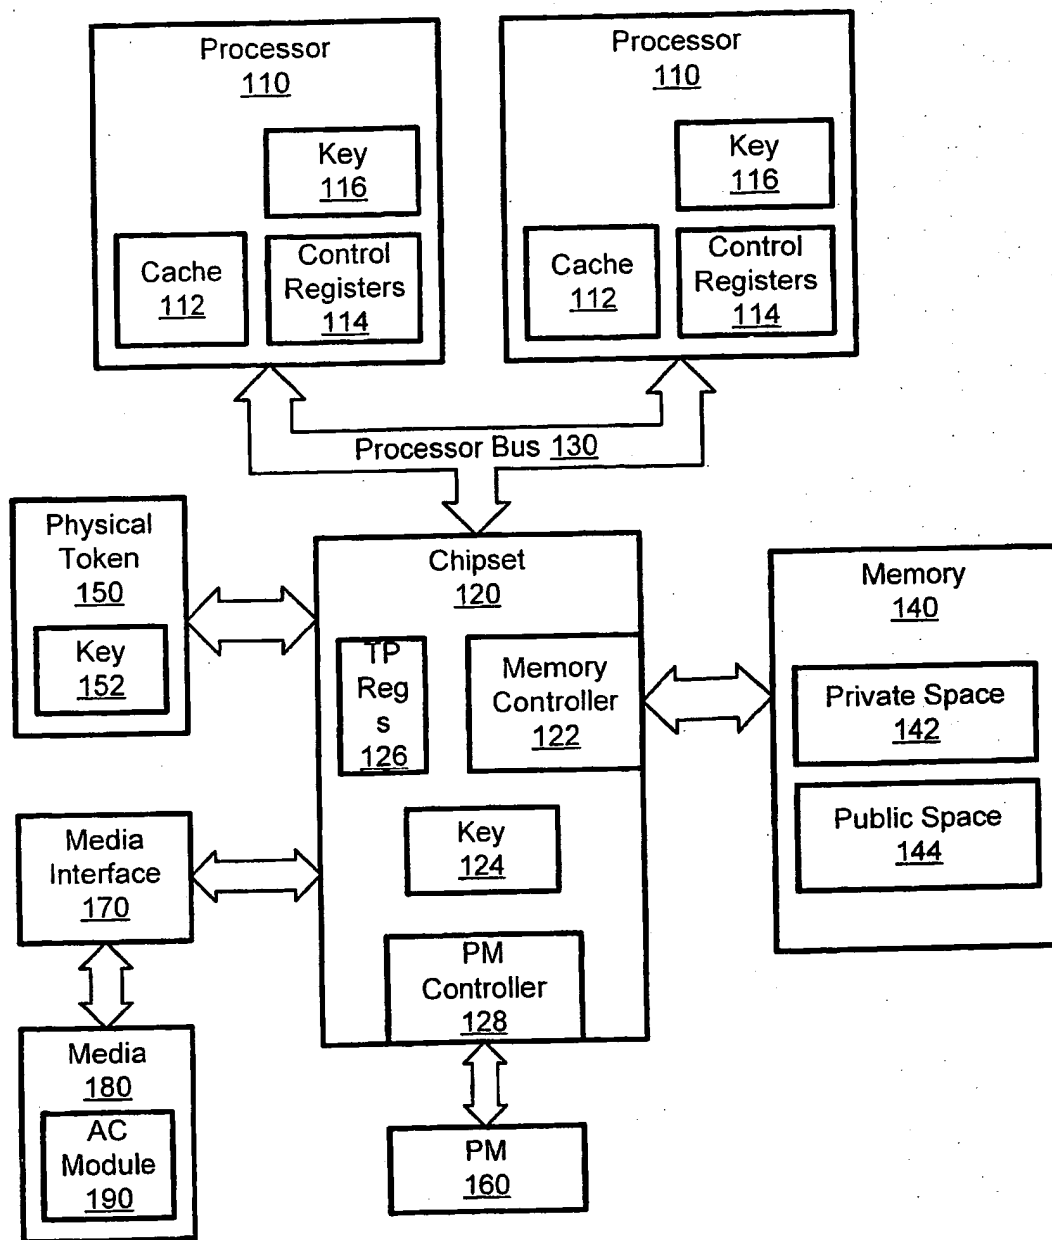 Processor
110
Key
116
Cache
112
Control
Registers
114
Processor
110
Key
116
Cache
112
Control
Registers
114
Processor Bus 130
Physical
Token
150
Key
152
Chipset
120
TP
Reg
s
126
Memory
Controller
122
Key
124
PM
Controller
128
Memory
140
Private Space
142
Public Space
144
Media
Interface
170
Media
180
AC
Module
190
PM
160